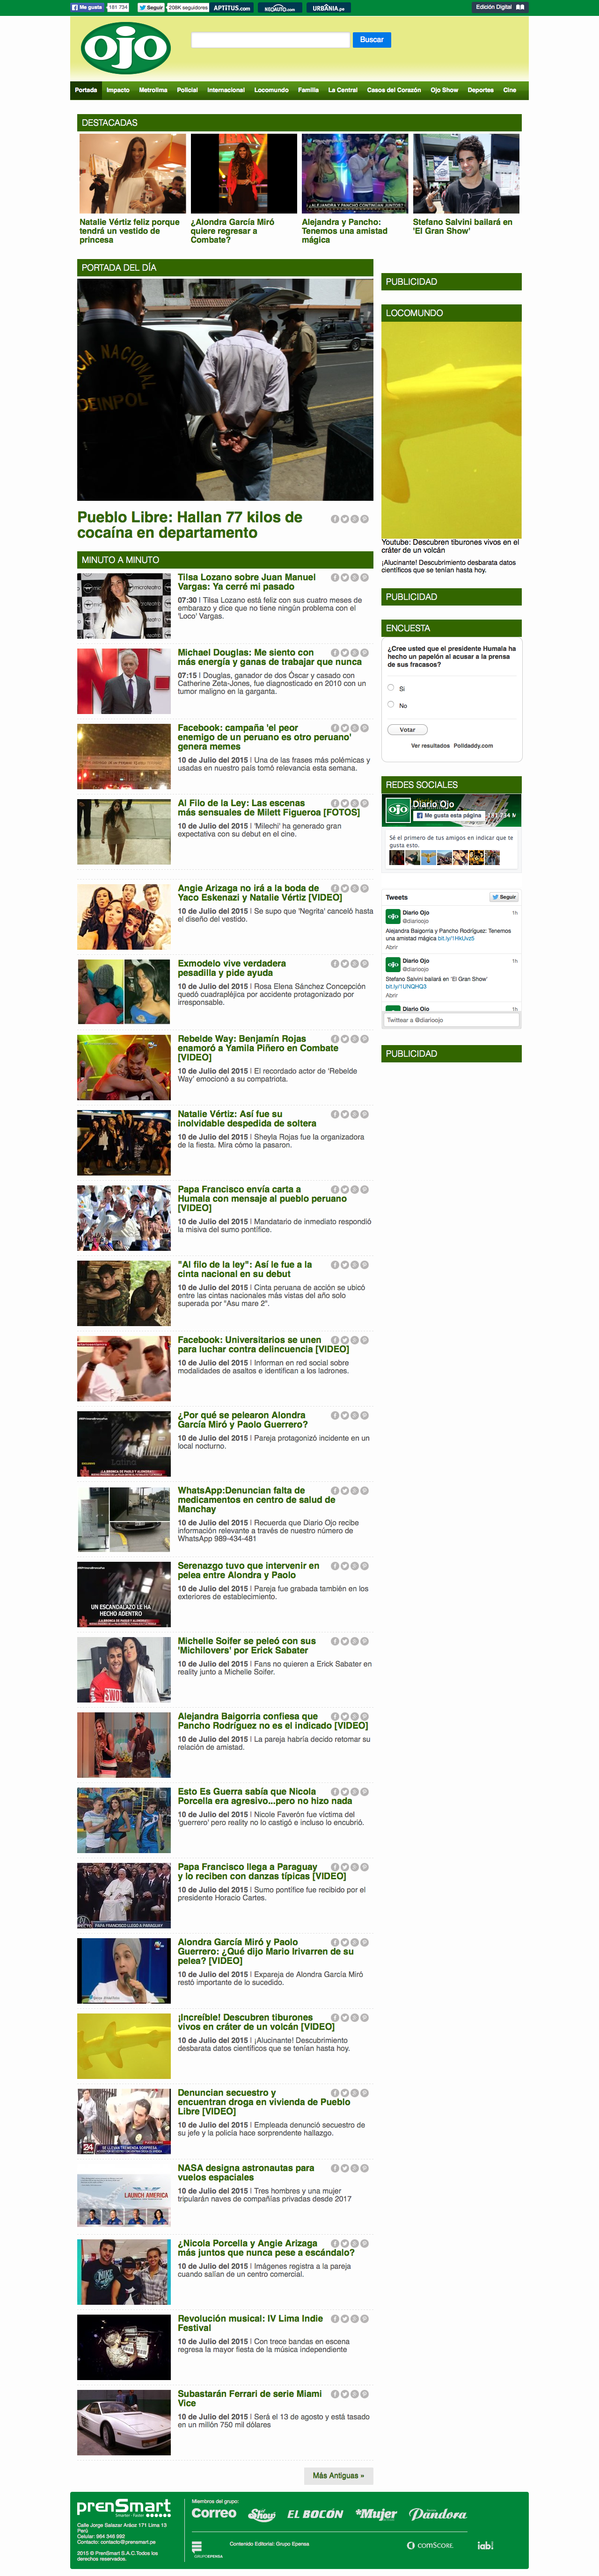 Me gusta
181 734
Seguir
208K seguidores
APTiTUS.com
NEOAUTO.com
URBANIA.pe
Edición Digital
ojo
Buscar
Portada
Impacto
Metrolima
Policial
Internacional
Locomundo
Familia
La Central
Casos del Corazón
Ojo Show
Deportes
Cine
DESTACADAS
¿ALEJANDRA Y PANCHO CONTINÚAN JUNTOS?
Natalie Vértiz feliz porque
tendrá un vestido de
princesa
¿Alondra García Miró
quiere regresar a
Combate?
Alejandra y Pancho:
Tenemos una amistad
mágica
Stefano Salvini bailará en
'El Gran Show'
PORTADA DEL DÍA
Pueblo Libre: Hallan 77 kilos de
cocaína en departamento
MINUTO A MINUTO
Tilsa Lozano sobre Juan Manuel
Vargas: Ya cerré mi pasado
07:30 | Tilsa Lozano está feliz con sus cuatro meses de
embarazo y dice que no tiene ningún problema con el
'Loco' Vargas.
Michael Douglas: Me siento con
más energía y ganas de trabajar que nunca
07:15 | Douglas, ganador de dos Óscar y casado con
Catherine Zeta-Jones, fue diagnosticado en 2010 con un
tumor maligno en la garganta.
Facebook: campaña 'el peor
enemigo de un peruano es otro peruano'
genera memes
10 de Julio del 2015 | Una de las frases más polémicas y
usadas en nuestro país tomó relevancia esta semana.
Al Filo de la Ley: Las escenas
más sensuales de Milett Figueroa [FOTOS]
10 de Julio del 2015 | 'Milechi' ha generado gran
expectativa con su debut en el cine.
Angie Arizaga no irá a la boda de
Yaco Eskenazi y Natalie Vértiz [VIDEO]
10 de Julio del 2015 | Se supo que 'Negrita' canceló hasta
el diseño del vestido.
Exmodelo vive verdadera
pesadilla y pide ayuda
10 de Julio del 2015 | Rosa Elena Sánchez Concepción
quedó cuadrapléjica por accidente protagonizado por
irresponsable.
Rebelde Way: Benjamín Rojas
enamoró a Yamila Piñero en Combate
[VIDEO]
10 de Julio del 2015 | El recordado actor de 'Rebelde
Way' emocionó a su compatriota.
Natalie Vértiz: Así fue su
inolvidable despedida de soltera
10 de Julio del 2015 | Sheyla Rojas fue la organizadora
de la fiesta. Mira cómo la pasaron.
Papa Francisco envía carta a
Humala con mensaje al pueblo peruano
[VIDEO]
10 de Julio del 2015 | Mandatario de inmediato respondió
la misiva del sumo pontífice.
"Al filo de la ley": Así le fue a la
cinta nacional en su debut
10 de Julio del 2015 | Cinta peruana de acción se ubicó
entre las cintas nacionales más vistas del año solo
superada por "Asu mare 2".
Facebook: Universitarios se unen
para luchar contra delincuencia [VIDEO]
10 de Julio del 2015 | Informan en red social sobre
modalidades de asaltos e identifican a los ladrones.
¿Por qué se pelearon Alondra
García Miró y Paolo Guerrero?
10 de Julio del 2015 | Pareja protagonizó incidente en un
local nocturno.
WhatsApp:Denuncian falta de
medicamentos en centro de salud de
Manchay
10 de Julio del 2015 | Recuerda que Diario Ojo recibe
información relevante a través de nuestro número de
WhatsApp 989-434-481
UN ESCANDALAZO LE HA
HECHO ADENTRO
Serenazgo tuvo que intervenir en
pelea entre Alondra y Paolo
10 de Julio del 2015 | Pareja fue grabada también en los
exteriores de establecimiento.
Michelle Soifer se peleó con sus
'Michilovers' por Erick Sabater
10 de Julio del 2015 | Fans no quieren a Erick Sabater en
reality junto a Michelle Soifer.
Alejandra Baigorria confiesa que
Pancho Rodríguez no es el indicado [VIDEO]
10 de Julio del 2015 | La pareja habría decido retomar su
relación de amistad.
Esto Es Guerra sabía que Nicola
Porcella era agresivo...pero no hizo nada
10 de Julio del 2015 | Nicole Faverón fue víctima del
'guerrero' pero reality no lo castigó e incluso lo encubrió.
PAPA FRANCISCO LLEGÓ A PARAGUAY
Papa Francisco llega a Paraguay
y lo reciben con danzas típicas [VIDEO]
10 de Julio del 2015 | Sumo pontífice fue recibido por el
presidente Horacio Cartes.
Alondra García Miró y Paolo
Guerrero: ¿Qué dijo Mario Irivarren de su
pelea? [VIDEO]
10 de Julio del 2015 | Expareja de Alondra García Miró
restó importante de lo sucedido.
¡Increíble! Descubren tiburones
vivos en cráter de un volcán [VIDEO]
10 de Julio del 2015 | ¡Alucinante! Descubrimiento
desbarata datos científicos que se tenían hasta hoy.
24
Denuncian secuestro y
encuentran droga en vivienda de Pueblo
Libre [VIDEO]
10 de Julio del 2015 | Empleada denunció secuestro de
su jefe y la policía hace sorprendente hallazgo.
LAUNCH AMERICA
NASA designa astronautas para
vuelos espaciales
10 de Julio del 2015 | Tres hombres y una mujer
tripularán naves de compañías privadas desde 2017
¿Nicola Porcella y Angie Arizaga
más juntos que nunca pese a escándalo?
10 de Julio del 2015 | Imágenes registra a la pareja
cuando salían de un centro comercial.
Revolución musical: IV Lima Indie
Festival
10 de Julio del 2015 | Con trece bandas en escena
regresa la mayor fiesta de la música independiente
Subastarán Ferrari de serie Miami
Vice
10 de Julio del 2015 | Será el 13 de agosto y está tasado
en un millón 750 mil dólares
Más Antiguas »
PUBLICIDAD
LOCOMUNDO
Youtube: Descubren tiburones vivos en el
cráter de un volcán
¡Alucinante! Descubrimiento desbarata datos
científicos que se tenían hasta hoy.
PUBLICIDAD
ENCUESTA
¿Cree usted que el presidente Humala ha
hecho un papelón al acusar a la prensa
de sus fracasos?
Si
No
Votar
Ver resultados
Polldaddy.com
REDES SOCIALES
ojo
Diario Ojo
Me gusta esta página
Sé el primero de tus amigos en indicar que te
gusta esto.
Tweets
Seguir
Diario Ojo
1h
@diarioojo
Alejandra Baigorria y Pancho Rodríguez: Tenemos
una amistad mágica bit.ly/1HkUvz5
Abrir
Diario Ojo
1h
@diarioojo
Stefano Salvini bailará en 'El Gran Show'
bit.ly/1UNQHQ3
Abrir
Diario Ojo
1h
Twittear a @diarioojo
PUBLICIDAD
prenSmart
Calle Jorge Salazar Aráoz 171 Lima 13
Perú
Contacto: contacto@prensmart.pe
2015 © PrenSmart S.A.C.Todos los
derechos reservados.
Miembros del grupo:
Correo
Show
EL BOCÓN
Mujer
Pandora
GRUPOEPENSA
Contenido Editorial: Grupo Epensa
COMSCORE
iab